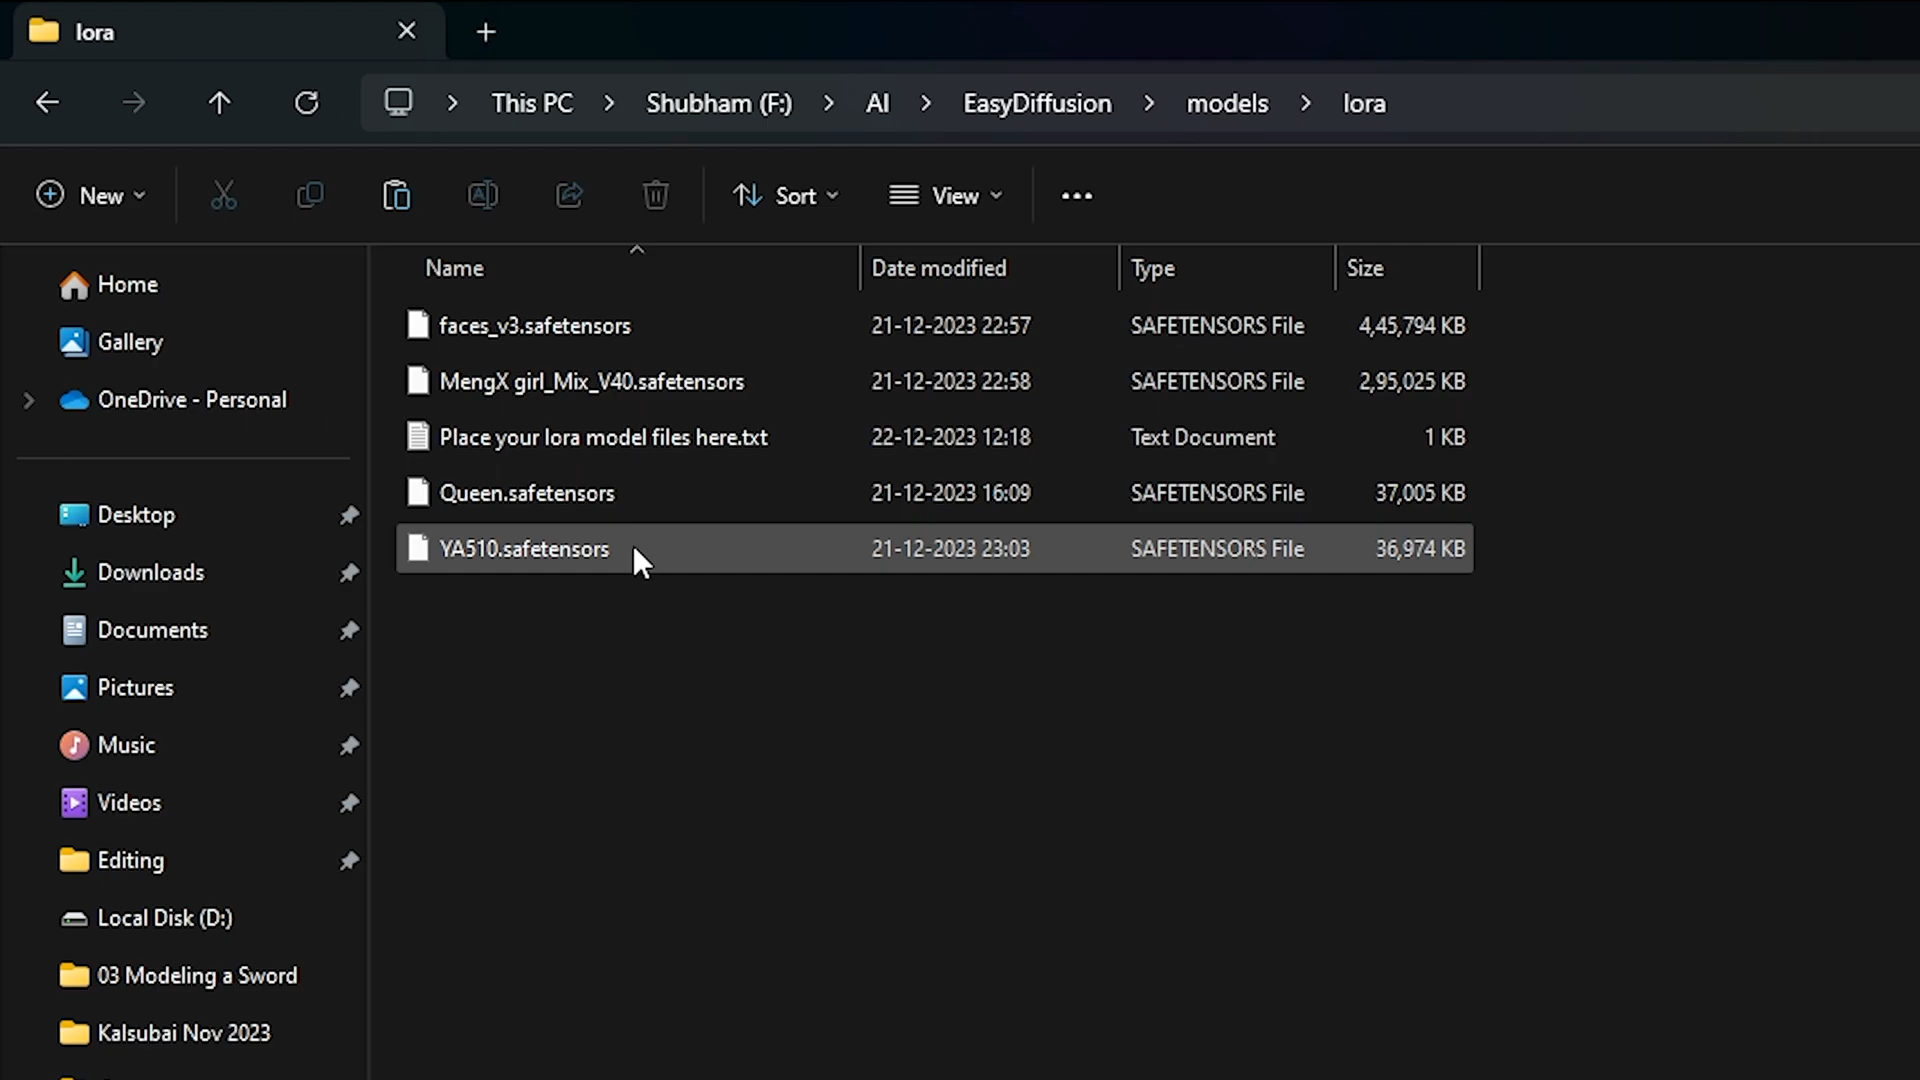 lora
This PC > Shubham (F:) > AI > EasyDiffusion > models > lora
New
Sort
View
Name Date modified Type Size
faces_v3.safetensors 21-12-2023 22:57 SAFETENSORS File 4,45,794 KB
MengX girl_Mix_V40.safetensors 21-12-2023 22:58 SAFETENSORS File 2,95,025 KB
Place your lora model files here.txt 22-12-2023 12:18 Text Document 1 KB
Queen.safetensors 21-12-2023 16:09 SAFETENSORS File 37,005 KB
YA510.safetensors 21-12-2023 23:03 SAFETENSORS File 36,974 KB
Home
Gallery
OneDrive - Personal
Desktop
Downloads
Documents
Pictures
Music
Videos
Editing
Local Disk (D:)
03 Modeling a Sword
Kalsubai Nov 2023